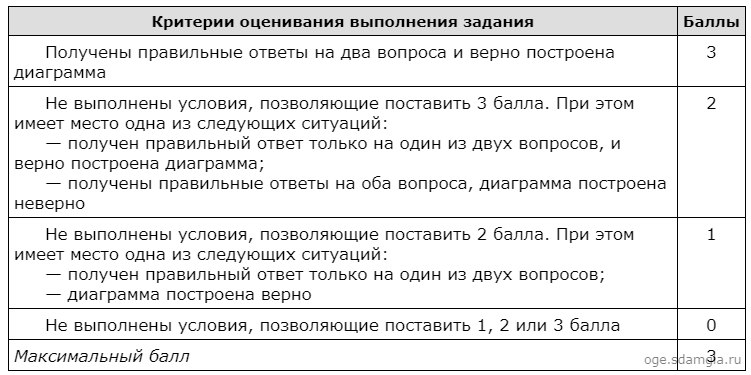 Критерии оценивания выполнения задания Баллы
Получены правильные ответы на два вопроса и верно построена 3
диаграмма
Не выполнены условия, позволяющие поставить 3 балла. При этом 2
имеет место одна из следующих ситуаций:
— получен правильный ответ только на один из двух вопросов, и
верно построена диаграмма;
— получены правильные ответы на оба вопроса, диаграмма построена
неверно
Не выполнены условия, позволяющие поставить 2 балла. При этом 1
имеет место одна из следующих ситуаций:
— получен правильный ответ только на один из двух вопросов;
— диаграмма построена верно
Не выполнены условия, позволяющие поставить 1, 2 или 3 балла 0
Максимальный балл 3
oge.sdamgia.ru